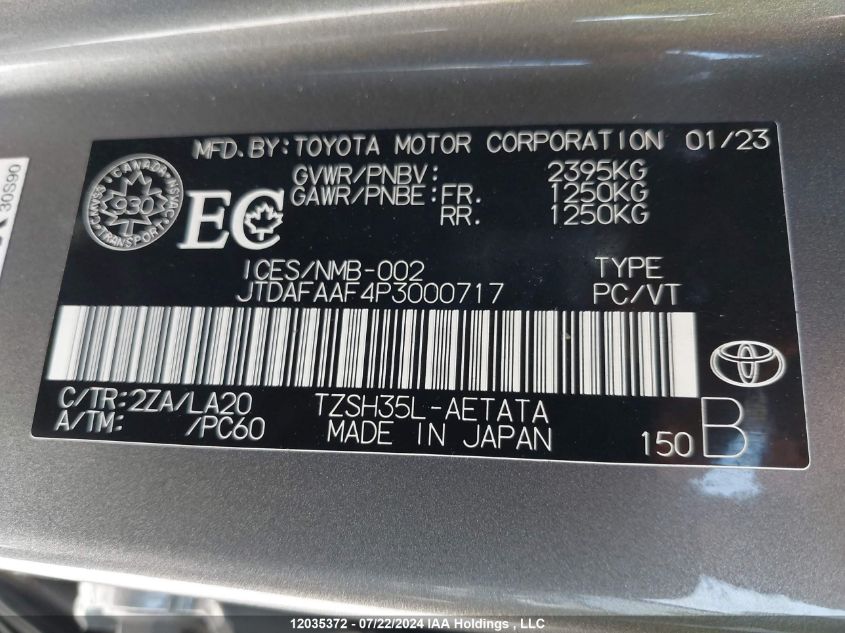 MFD. BY: TOYOTA MOTOR CORPORATION 01/23
GVWR/PNBV: 2395KG
GAWR/PNBE: FR. 1250KG
RR. 1250KG
CANADA
930
TRANSPORT
EC
ICES/NMB-002 TYPE
JTDAFAAF4P3000717 PC/VT
C/TR: 2ZA/LA20 TZSH35L-AETATA
A/TM: /PC60 MADE IN JAPAN 150 B
30S90
12035372 - 07/22/2024 IAA Holdings, LLC.